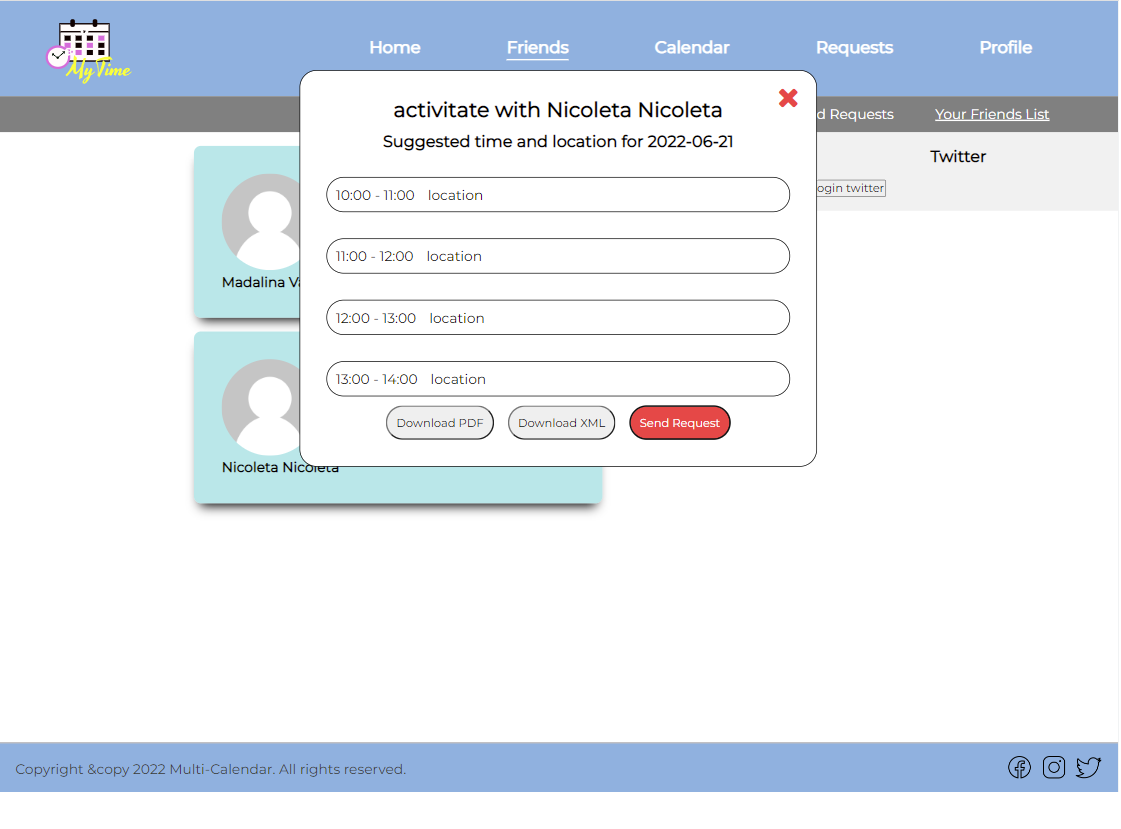 My Time
Home Friends Calendar Requests Profile
d Requests Your Friends List
activitate with Nicoleta Nicoleta
Suggested time and location for 2022-06-21
Twitter
ogin twitter
10:00 - 11:00 location
11:00 - 12:00 location
Madalina Va
12:00 - 13:00 location
13:00 - 14:00 location
Download PDF Download XML Send Request
Nicoleta Nicoleta
Copyright &copy 2022 Multi-Calendar. All rights reserved.